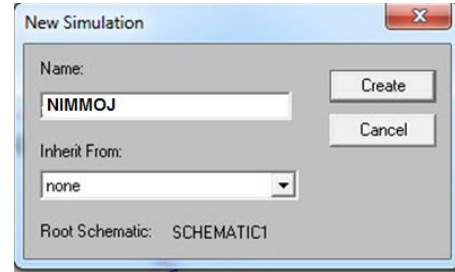 New Simulation
Name:
NIMMOJ
Create
Cancel
Inherit From:
none
Root Schematic: SCHEMATIC1